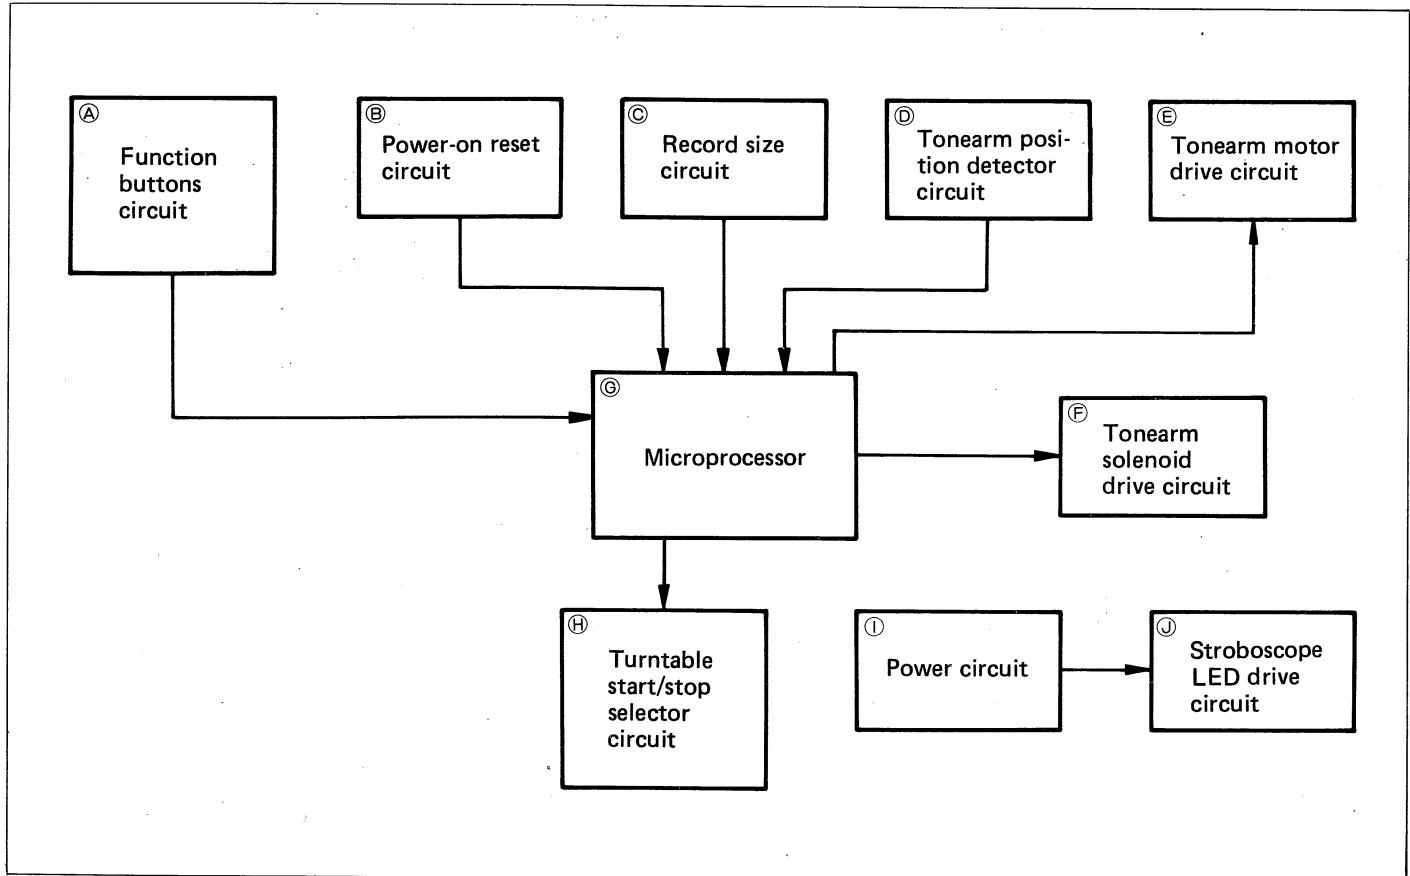 Ⓐ
Function
buttons
circuit
Ⓑ
Power-on reset
circuit
Ⓒ
Record size
circuit
Ⓓ
Tonearm posi-
tion detector
circuit
Ⓔ
Tonearm motor
drive circuit
Ⓖ
Microprocessor
Ⓕ
Tonearm
solenoid
drive circuit
Ⓗ
Turntable
start/stop
selector
circuit
Ⓘ
Power circuit
Ⓙ
Stroboscope
LED drive
circuit